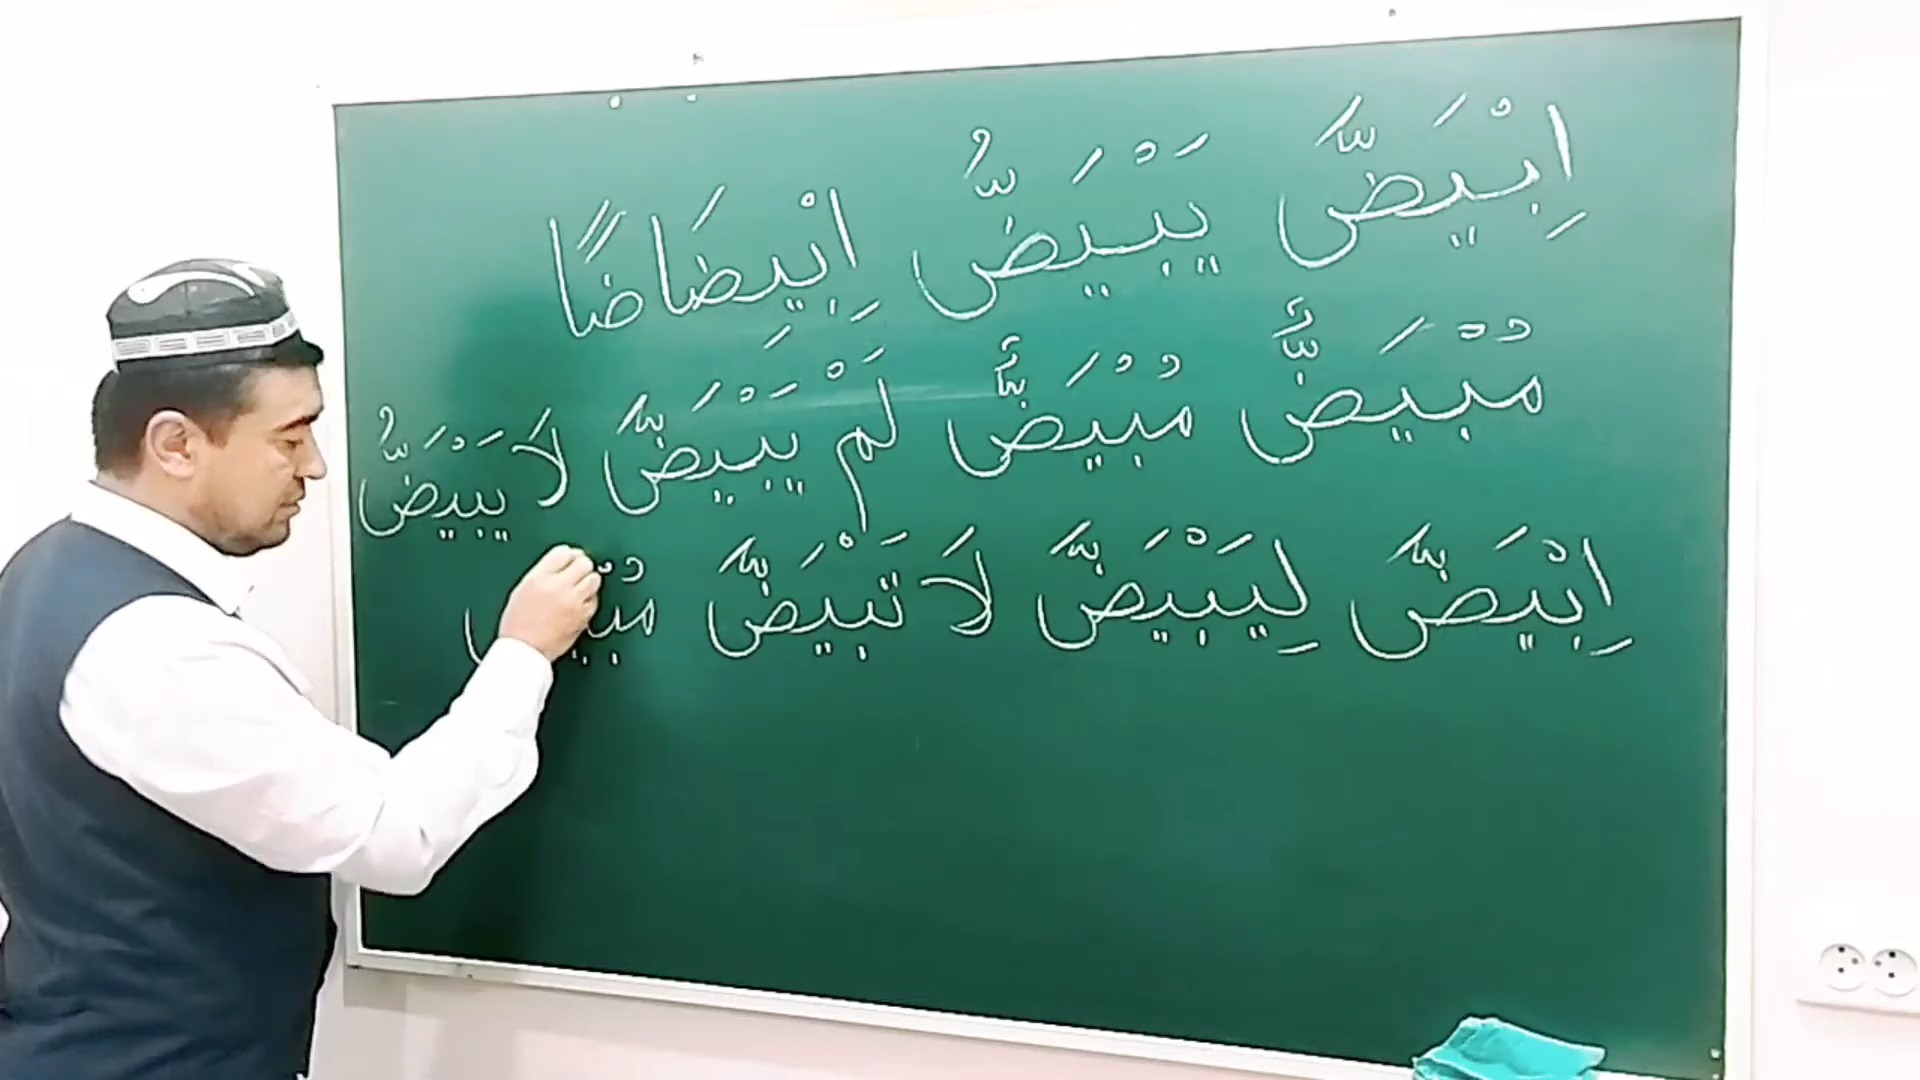 اِبْيَضَّ يَبْيَضُّ اِبْيِضَاضًا
مُبْيَضٌّ مُبْيَضٌّ لَمْ يَبْيَضَّ لَا يَبْيَضُّ
اِبْيَضَّ لِيَبْيَضَّ لَا تَبْيَضَّ